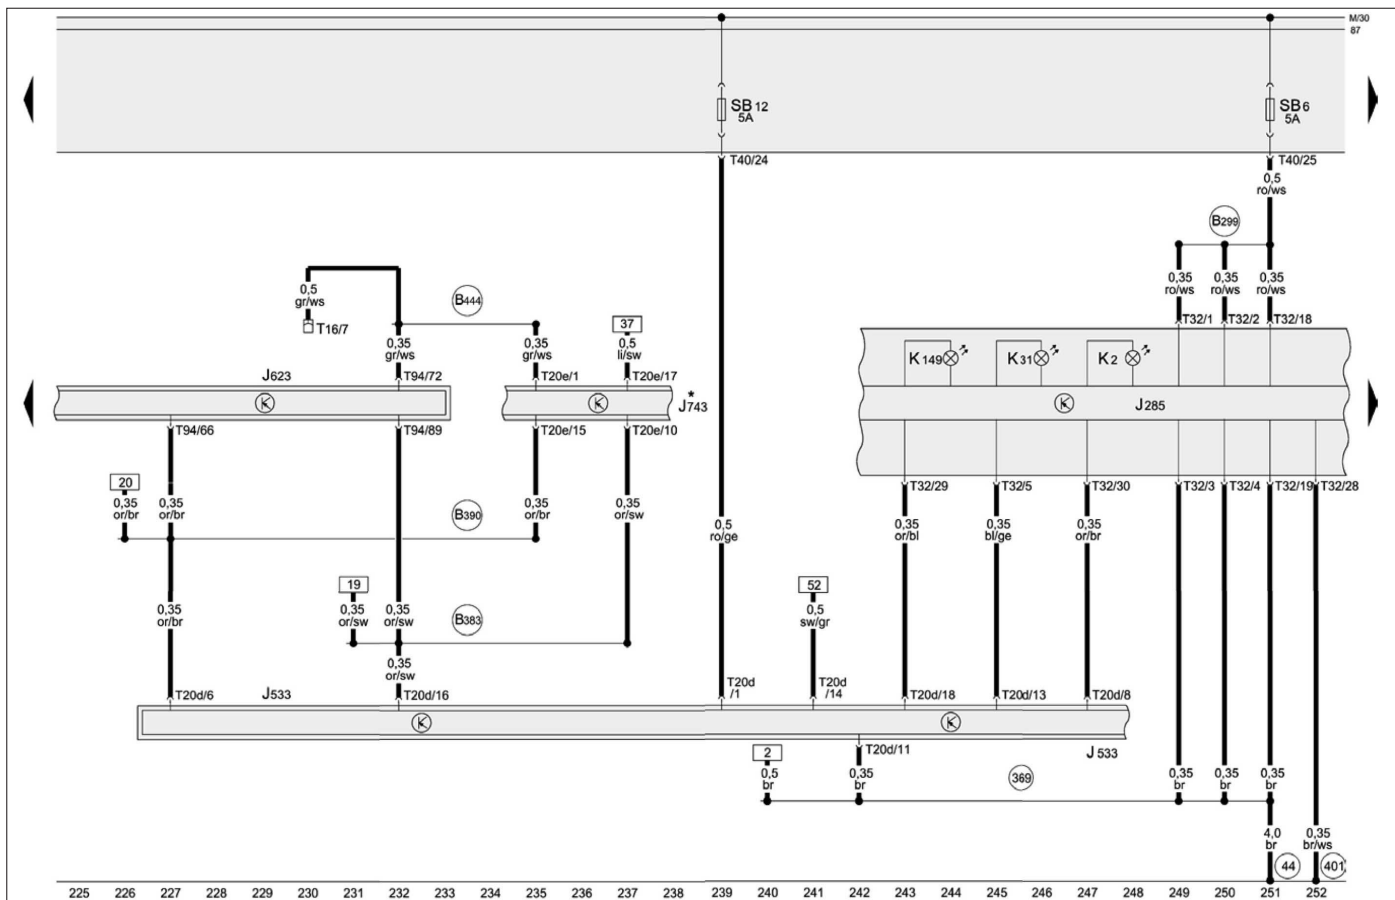 M/30
87
SB 12
5A
SB 6
5A
T40/24
T40/25
0,5
ro/ws
B299
0,35
ro/ws
0,35
ro/ws
0,35
ro/ws
0,5
gr/ws
B444
T16/7
37
T32/1
T32/2
T32/18
0,35
gr/ws
0,35
gr/ws
0,5
li/sw
K149
K31
K2
J623
T94/72
T20e/1
T20e/17
J743*
K
K
K
J285
T94/66
T94/89
T20e/15
T20e/10
20
T32/29
T32/5
T32/30
T32/3
T32/4
T32/19
T32/28
0,35
or/br
0,35
or/br
B390
0,35
or/br
0,35
or/sw
0,5
ro/ge
0,35
or/bl
0,35
bl/ge
0,35
or/br
19
52
0,35
or/br
0,35
or/sw
0,35
or/sw
B383
0,5
sw/gr
0,35
or/sw
T20d/6
J533
T20d/16
T20d
/1
T20d
/14
T20d/18
T20d/13
T20d/8
K
K
2
T20d/11
J533
0,5
br
0,35
br
369
0,35
br
0,35
br
0,35
br
4,0
br
0,35
br/ws
44
401
225 226 227 228 229 230 231 232 233 234 235 236 237 238 239 240 241 242 243 244 245 246 247 248 249 250 251 252